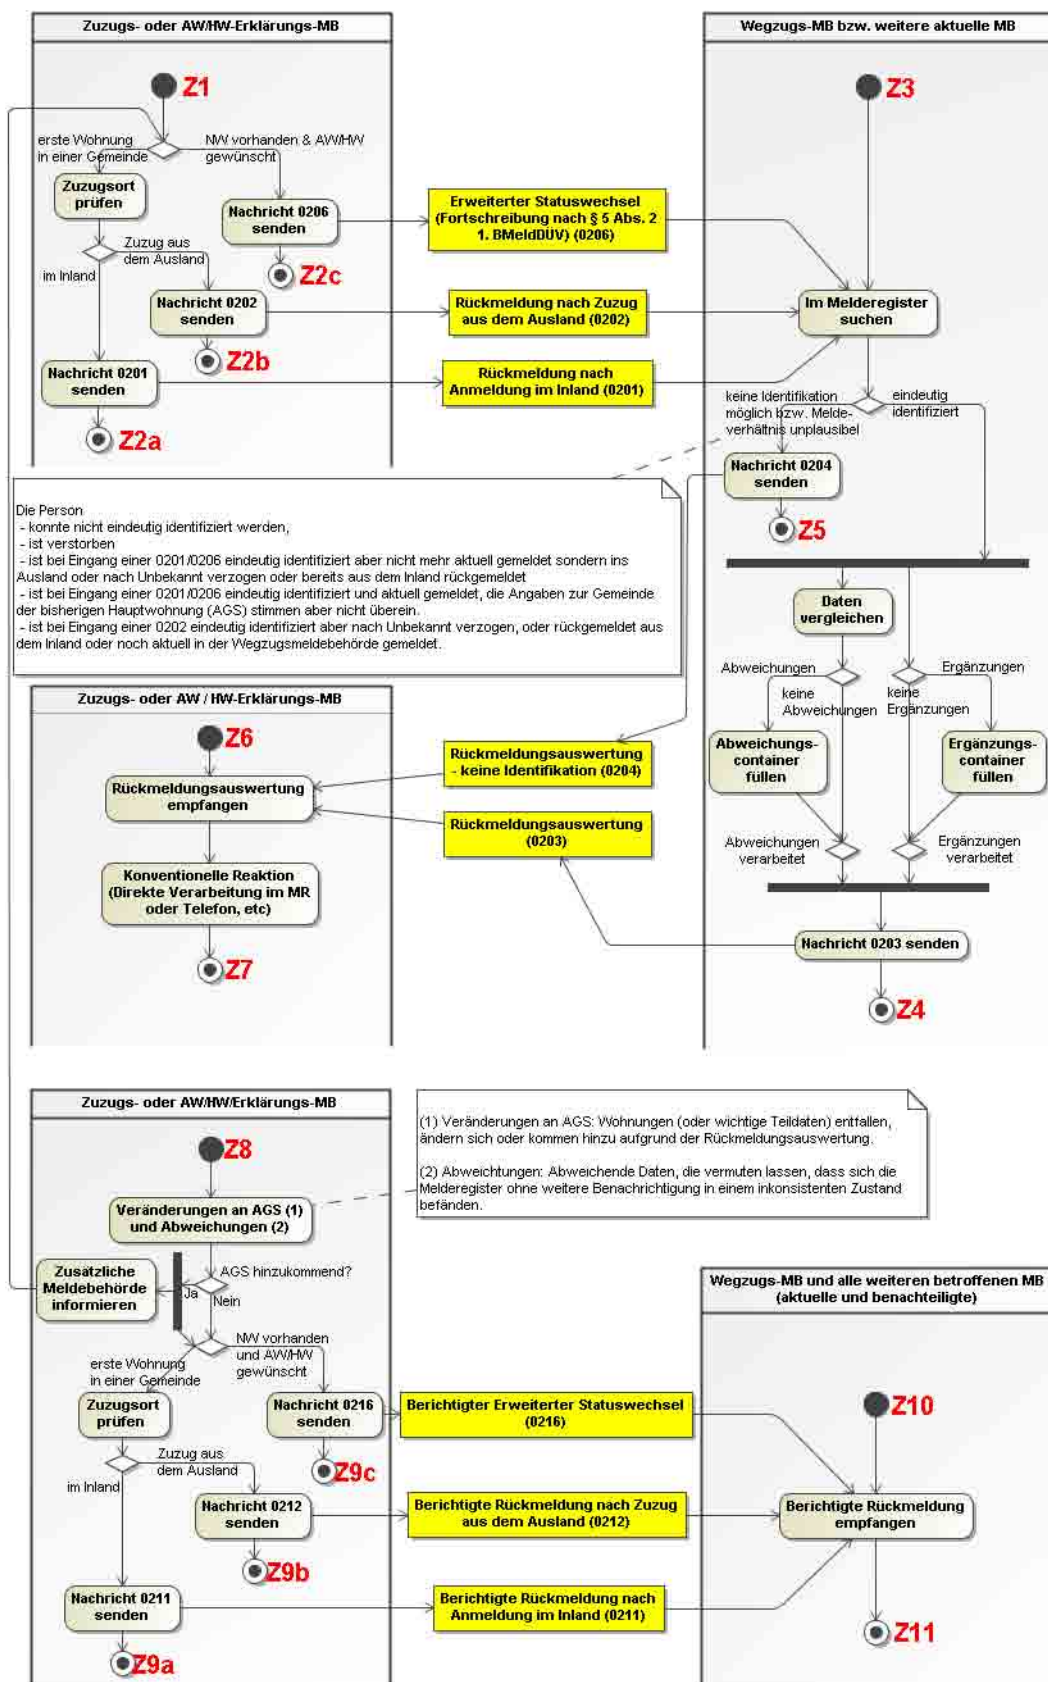 Zuzugs- oder AW/HW-Erklärungs-MB
Wegzugs-MB bzw. weitere aktuelle MB
Z1
Z3
erste Wohnung
in einer Gemeinde
NW vorhanden & AW/HW
gewünscht
Zuzugsort
prüfen
Nachricht 0206
senden
Erweiterter Statuswechsel
(Fortschreibung nach § 5 Abs. 2
1. BMeldDÜV) (0206)
Zuzug aus
dem Ausland
im Inland
Z2c
Nachricht 0202
senden
Rückmeldung nach Zuzug
aus dem Ausland (0202)
Im Melderegister
suchen
Z2b
Nachricht 0201
senden
Rückmeldung nach
Anmeldung im Inland (0201)
Z2a
keine Identifikation
möglich bzw. Melde-
verhältnis unplausibel
eindeutig
identifiziert
Nachricht 0204
senden
Z5
Die Person
- konnte nicht eindeutig identifiziert werden,
- ist verstorben
- ist bei Eingang einer 0201/0206 eindeutig identifiziert aber nicht mehr aktuell gemeldet sondern ins
Ausland oder nach Unbekannt verzogen oder bereits aus dem Inland rückgemeldet
- ist bei Eingang einer 0201/0206 eindeutig identifiziert und aktuell gemeldet, die Angaben zur Gemeinde
der bisherigen Hauptwohnung (AGS) stimmen aber nicht überein.
- ist bei Eingang einer 0202 eindeutig identifiziert aber nach Unbekannt verzogen, oder rückgemeldet aus
dem Inland oder noch aktuell in der Wegzugsmeldebehörde gemeldet.
Daten
vergleichen
Abweichungen
keine
Abweichungen
Ergänzungen
keine
Ergänzungen
Abweichungs-
container
füllen
Ergänzungs-
container
füllen
Abweichungen
verarbeitet
Ergänzungen
verarbeitet
Nachricht 0203 senden
Z4
Zuzugs- oder AW / HW-Erklärungs-MB
Z6
Rückmeldungsauswertung
empfangen
Rückmeldungsauswertung
- keine Identifikation (0204)
Rückmeldungsauswertung
(0203)
Konventionelle Reaktion
(Direkte Verarbeitung im MR
oder Telefon, etc)
Z7
Zuzugs- oder AW/HW/Erklärungs-MB
Z8
(1) Veränderungen an AGS: Wohnungen (oder wichtige Teildaten) entfallen,
ändern sich oder kommen hinzu aufgrund der Rückmeldungsauswertung.
(2) Abweichtungen: Abweichende Daten, die vermuten lassen, dass sich die
Melderegister ohne weitere Benachrichtigung in einem inkonsistenten Zustand
befänden.
Veränderungen an AGS (1)
und Abweichungen (2)
Zusätzliche
Meldebehörde
informieren
AGS hinzukommend?
Ja
Nein
NW vorhanden
und AW/HW
gewünscht
erste Wohnung
in einer Gemeinde
Zuzugsort
prüfen
Nachricht 0216
senden
Berichtigter Erweiterter Statuswechsel
(0216)
Wegzugs-MB und alle weiteren betroffenen MB
(aktuelle und benachteiligte)
Z10
Zuzug aus
dem Ausland
im Inland
Z9c
Nachricht 0212
senden
Berichtigte Rückmeldung nach Zuzug
aus dem Ausland (0212)
Berichtigte Rückmeldung
empfangen
Z9b
Nachricht 0211
senden
Berichtigte Rückmeldung nach
Anmeldung im Inland (0211)
Z11
Z9a